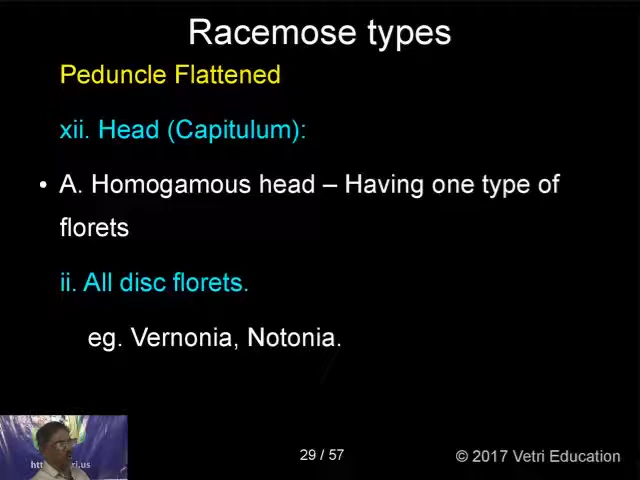 Racemose types
Peduncle Flattened
xii. Head (Capitulum):
• A. Homogamous head – Having one type of
florets
ii. All disc florets.
eg. Vernonia, Notonia.
29 / 57
© 2017 Vetri Education